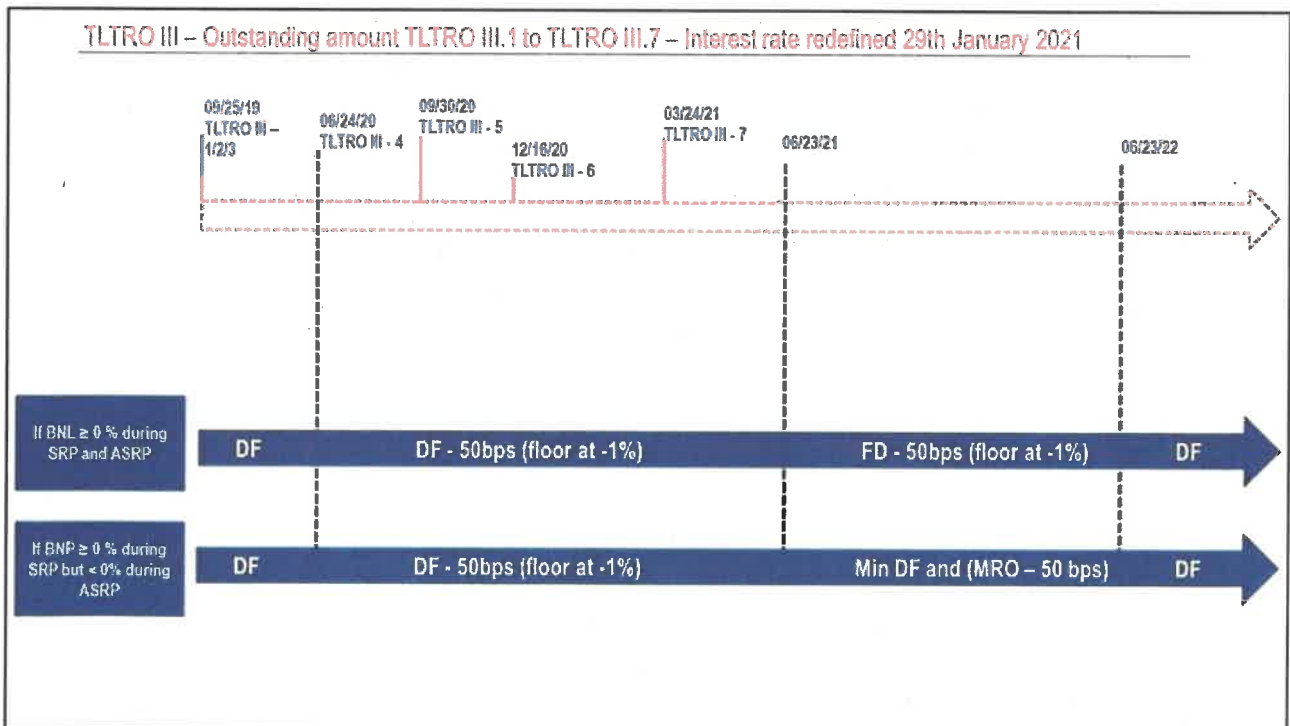 TLTRO III – Outstanding amount TLTRO III.1 to TLTRO III.7 – Interest rate redefined 29th January 2021
09/25/19
TLTRO III –
1/2/3
06/24/20
TLTRO III - 4
09/30/20
TLTRO III - 5
12/16/20
TLTRO III - 6
03/24/21
TLTRO III - 7
06/23/21
06/23/22
If BNL ≥ 0 % during
SRP and ASRP
DF
DF - 50bps (floor at -1%)
FD - 50bps (floor at -1%)
DF
If BNP ≥ 0 % during
SRP but < 0% during
ASRP
DF
DF - 50bps (floor at -1%)
Min DF and (MRO – 50 bps)
DF